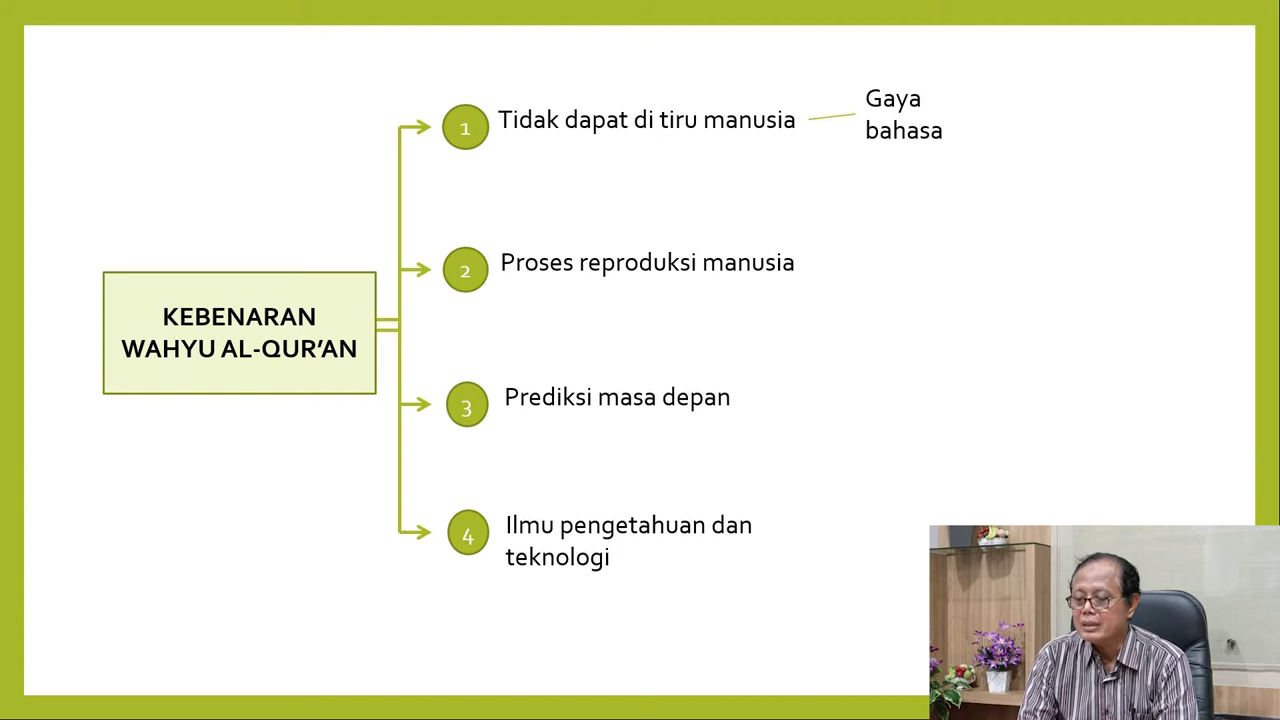 1 Tidak dapat di tiru manusia
Gaya
bahasa
2 Proses reproduksi manusia
KEBENARAN
WAHYU AL-QUR’AN
3 Prediksi masa depan
4 Ilmu pengetahuan dan
teknologi